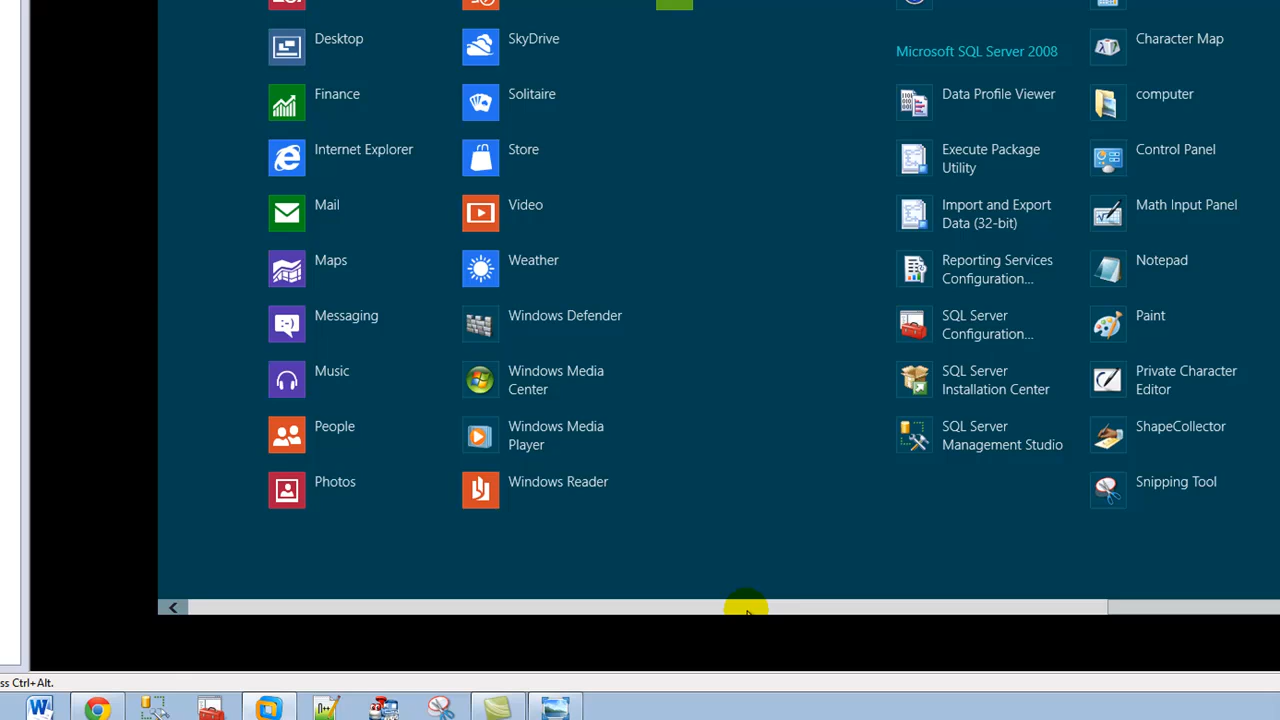 Desktop
Finance
Internet Explorer
Mail
Maps
Messaging
Music
People
Photos
SkyDrive
Solitaire
Store
Video
Weather
Windows Defender
Windows Media
Center
Windows Media
Player
Windows Reader
Microsoft SQL Server 2008
Data Profile Viewer
Execute Package
Utility
Import and Export
Data (32-bit)
Reporting Services
Configuration...
SQL Server
Configuration...
SQL Server
Installation Center
SQL Server
Management Studio
Character Map
computer
Control Panel
Math Input Panel
Notepad
Paint
Private Character
Editor
ShapeCollector
Snipping Tool
ss Ctrl+Alt.